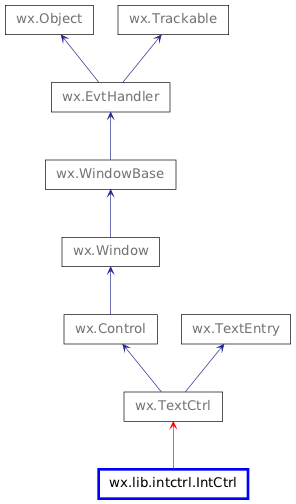 wx.Object
wx.Trackable
wx.EvtHandler
wx.WindowBase
wx.Window
wx.Control
wx.TextEntry
wx.TextCtrl
wx.lib.intctrl.IntCtrl